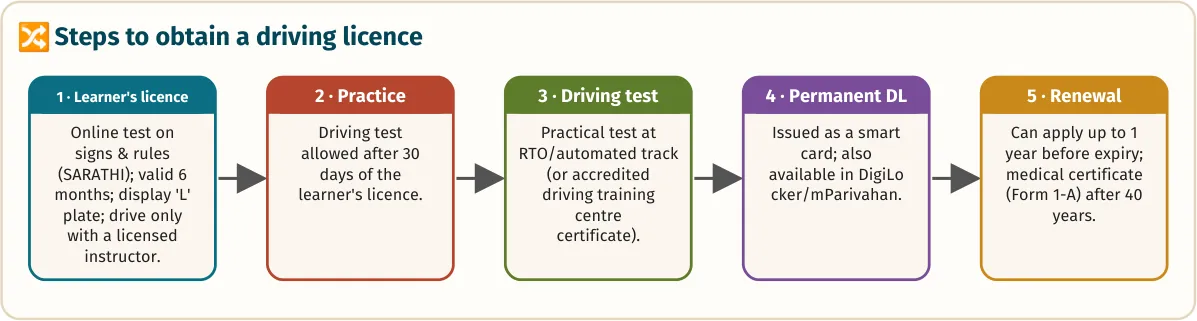 🔀 Steps to obtain a driving licence
1 · Learner's licence
Online test on
signs & rules
(SARATHI); valid 6
months; display 'L'
plate; drive only
with a licensed
instructor.
2 · Practice
Driving test
allowed after 30
days of the
learner's licence.
3 · Driving test
Practical test at
RTO/automated track
(or accredited
driving training
centre
certificate).
4 · Permanent DL
Issued as a smart
card; also
available in DigiLo
cker/mParivahan.
5 · Renewal
Can apply up to 1
year before expiry;
medical certificate
(Form 1-A) after 40
years.